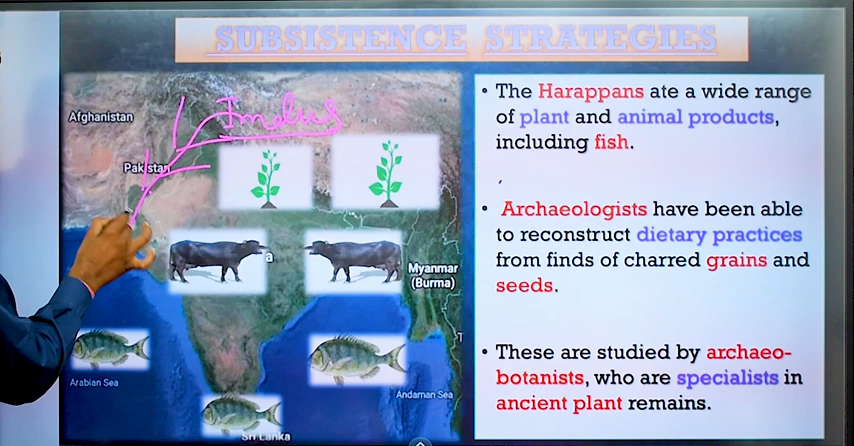 SUBSISTENCE STRATEGIES
Indus
Afghanistan
Pakistan
a
Myanmar
(Burma)
T
Arabian Sea
Andaman Sea
Sri Lanka
• The Harappans ate a wide range
of plant and animal products,
including fish.
• Archaeologists have been able
to reconstruct dietary practices
from finds of charred grains and
seeds.
• These are studied by archaeo-
botanists, who are specialists in
ancient plant remains.